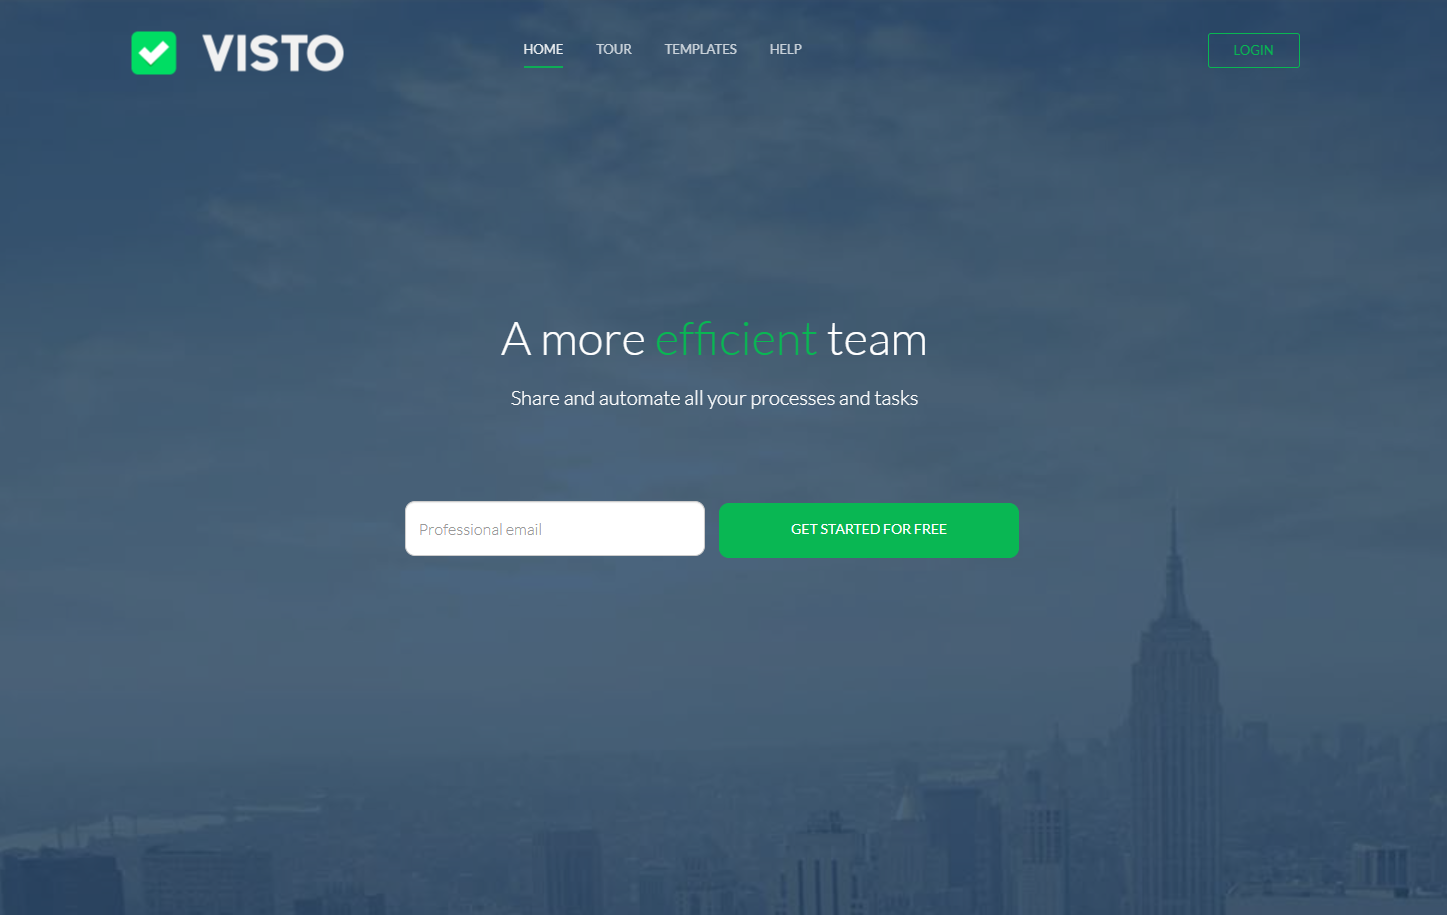 VISTO
HOME TOUR TEMPLATES HELP
LOGIN
A more efficient team
Share and automate all your processes and tasks
Professional email
GET STARTED FOR FREE